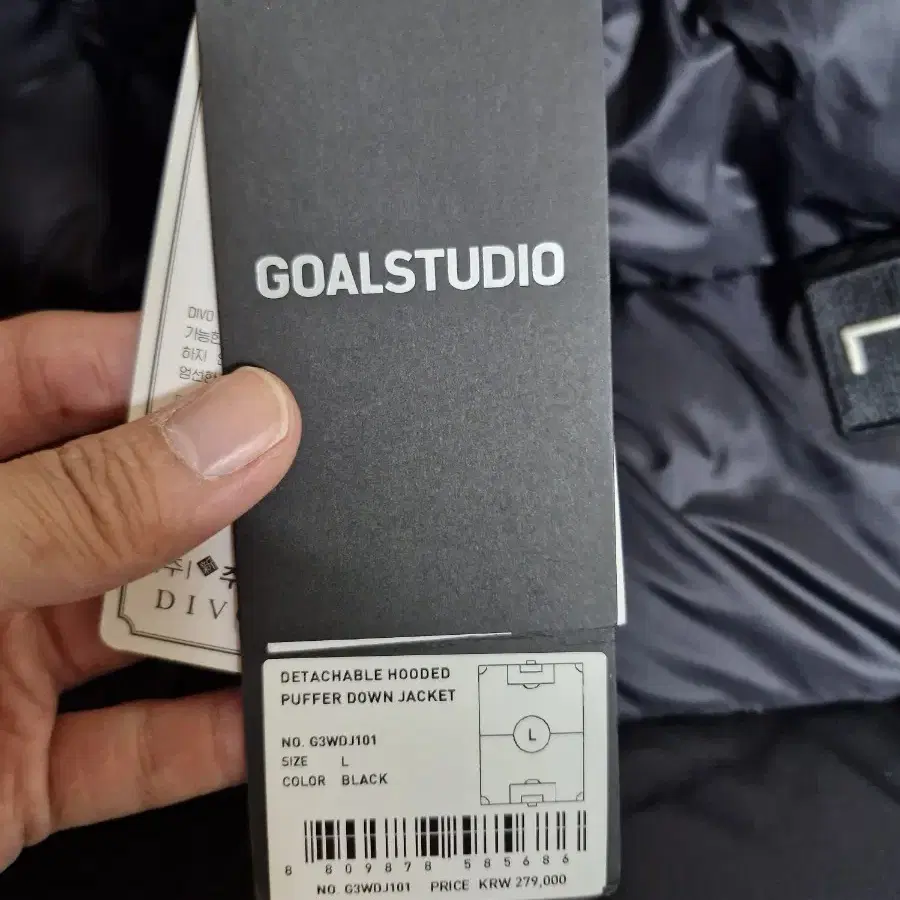 GOALSTUDIO
DIVO
가능한
하지
엄선한
DIV
DETACHABLE HOODED
PUFFER DOWN JACKET
NO. G3WDJ101
SIZE L
COLOR BLACK
L
8 809878 585686
NO. G3WDJ101 PRICE KRW 279,000